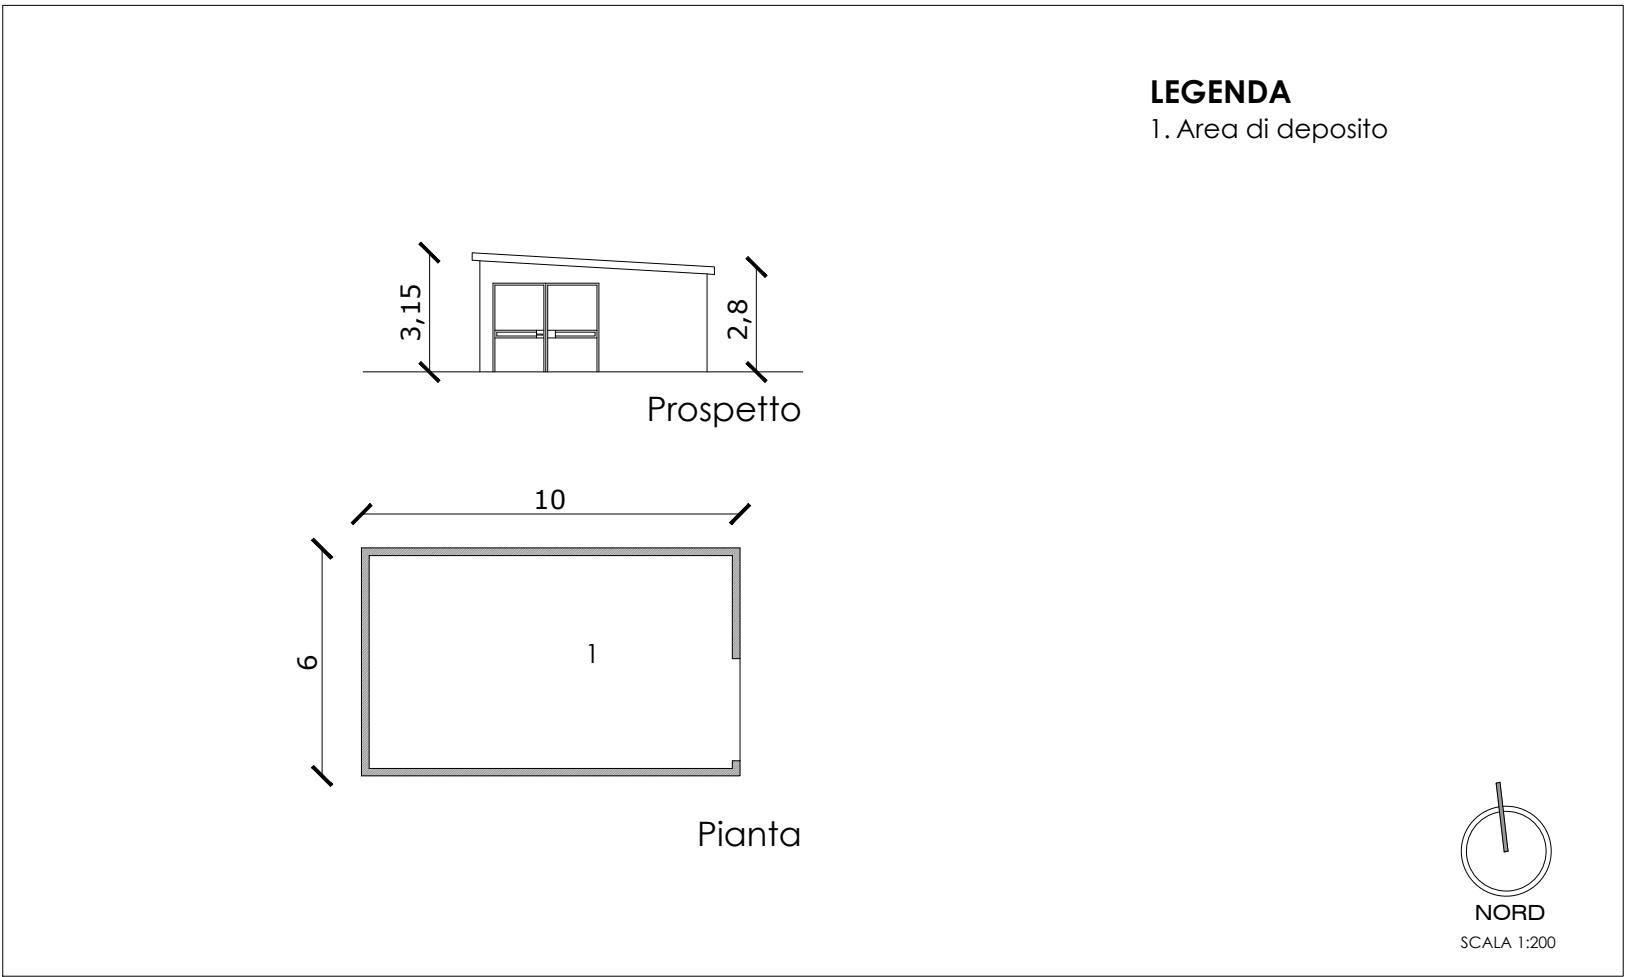 LEGENDA
1. Area di deposito
3,15
2,8
Prospetto
10
6
1
Pianta
NORD
SCALA 1:200